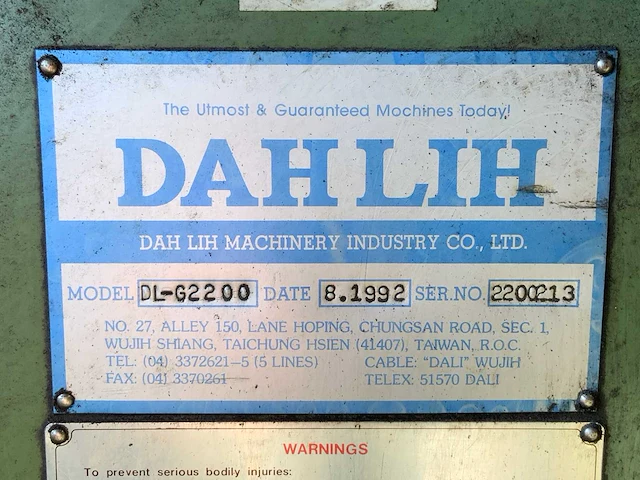 The Utmost & Guaranteed Mochines Today!
DAH LIH
DAH LIH MACHINERY INDUSTRY CO., LTD.
MODEL DL-G2200 DATE 8.1992 SER.NO. 2200213
NO. 27, ALLEY 150, LANE HOPING, CHUNGSAN ROAD, SEC. 1,
WUJIH SHIANG, TAICHUNG HSIEN (41407), TAIWAN, R.O.C.
TEL: (04) 3372621-5 (5 LINES) CABLE: "DALI" WUJIH
FAX: (04) 3370261 TELEX: 51570 DALI
WARNINGS
To prevent serious bodily injuries: